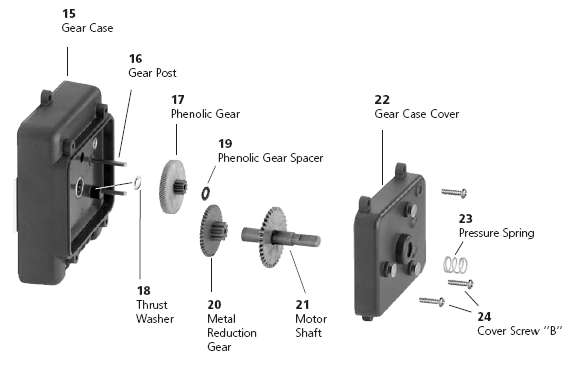 15
Gear Case
16
Gear Post
17
Phenolic Gear
19
Phenolic Gear Spacer
22
Gear Case Cover
23
Pressure Spring
18
Thrust
Washer
20
Metal
Reduction
Gear
21
Motor
Shaft
24
Cover Screw "B"